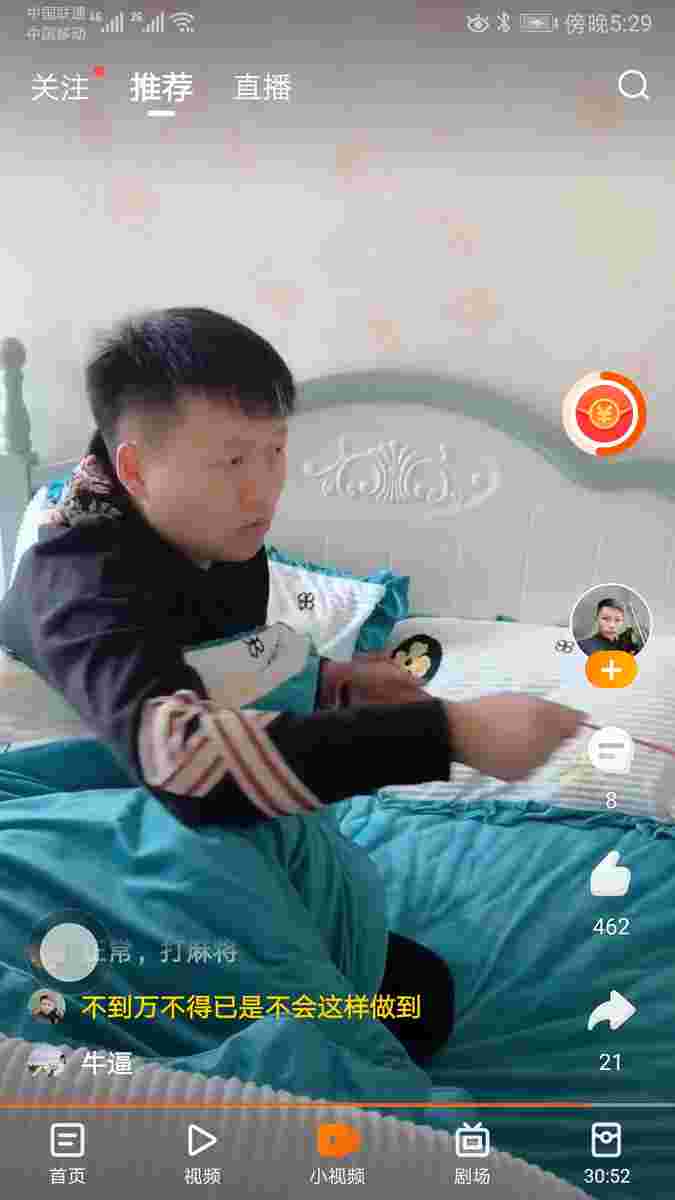 中国联通 4G 2G 傍晚5:29
中国移动
关注 推荐 直播
8
462
正常，打麻将
不到万不得已是不会这样做到
牛逼
21
首页 视频 小视频 剧场 30:52